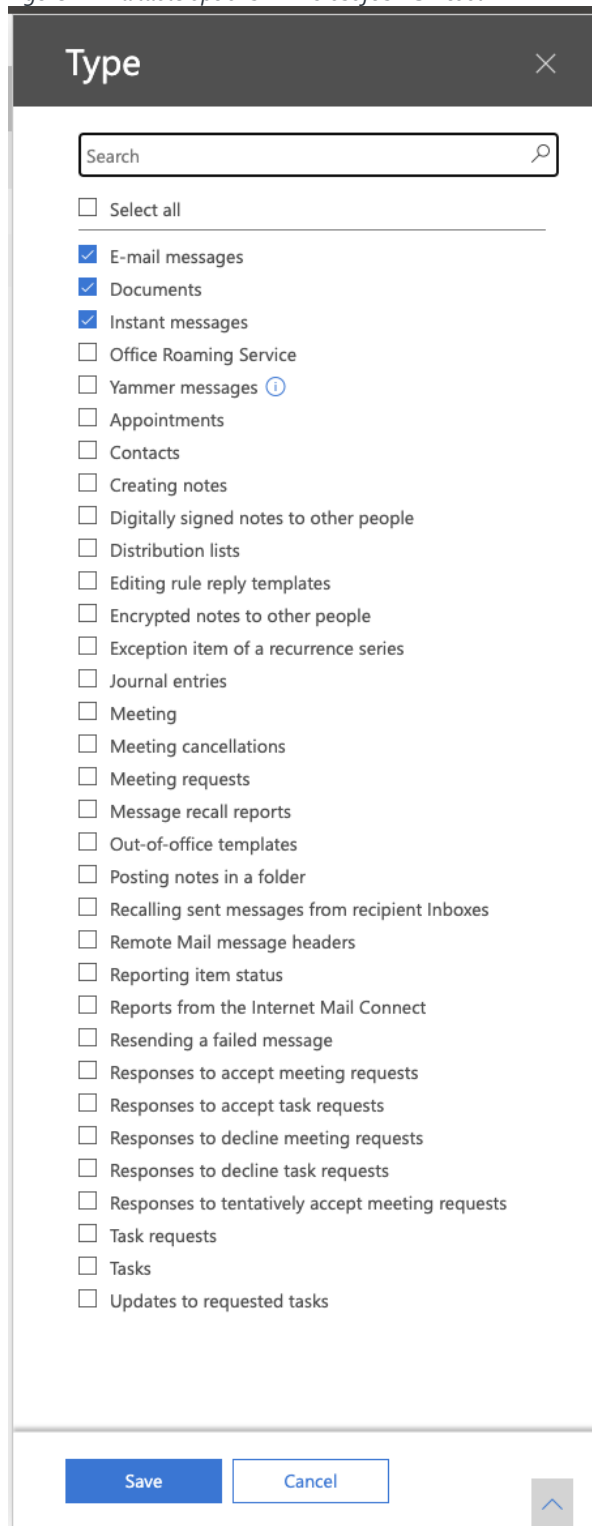 Type
Search
Select all
E-mail messages
Documents
Instant messages
Office Roaming Service
Yammer messages
Appointments
Contacts
Creating notes
Digitally signed notes to other people
Distribution lists
Editing rule reply templates
Encrypted notes to other people
Exception item of a recurrence series
Journal entries
Meeting
Meeting cancellations
Meeting requests
Message recall reports
Out-of-office templates
Posting notes in a folder
Recalling sent messages from recipient Inboxes
Remote Mail message headers
Reporting item status
Reports from the Internet Mail Connect
Resending a failed message
Responses to accept meeting requests
Responses to accept task requests
Responses to decline meeting requests
Responses to decline task requests
Responses to tentatively accept meeting requests
Task requests
Tasks
Updates to requested tasks
Save
Cancel